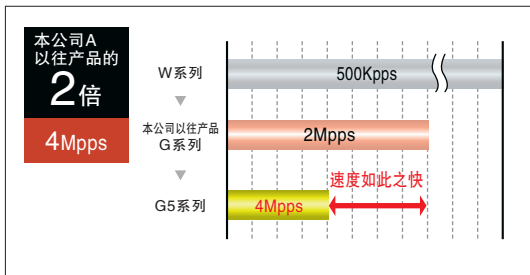 本公司A
以往产品的
2倍
4Mpps
W系列
500Kpps
本公司以往产品
G系列
2Mpps
速度如此之快
G5系列
4Mpps